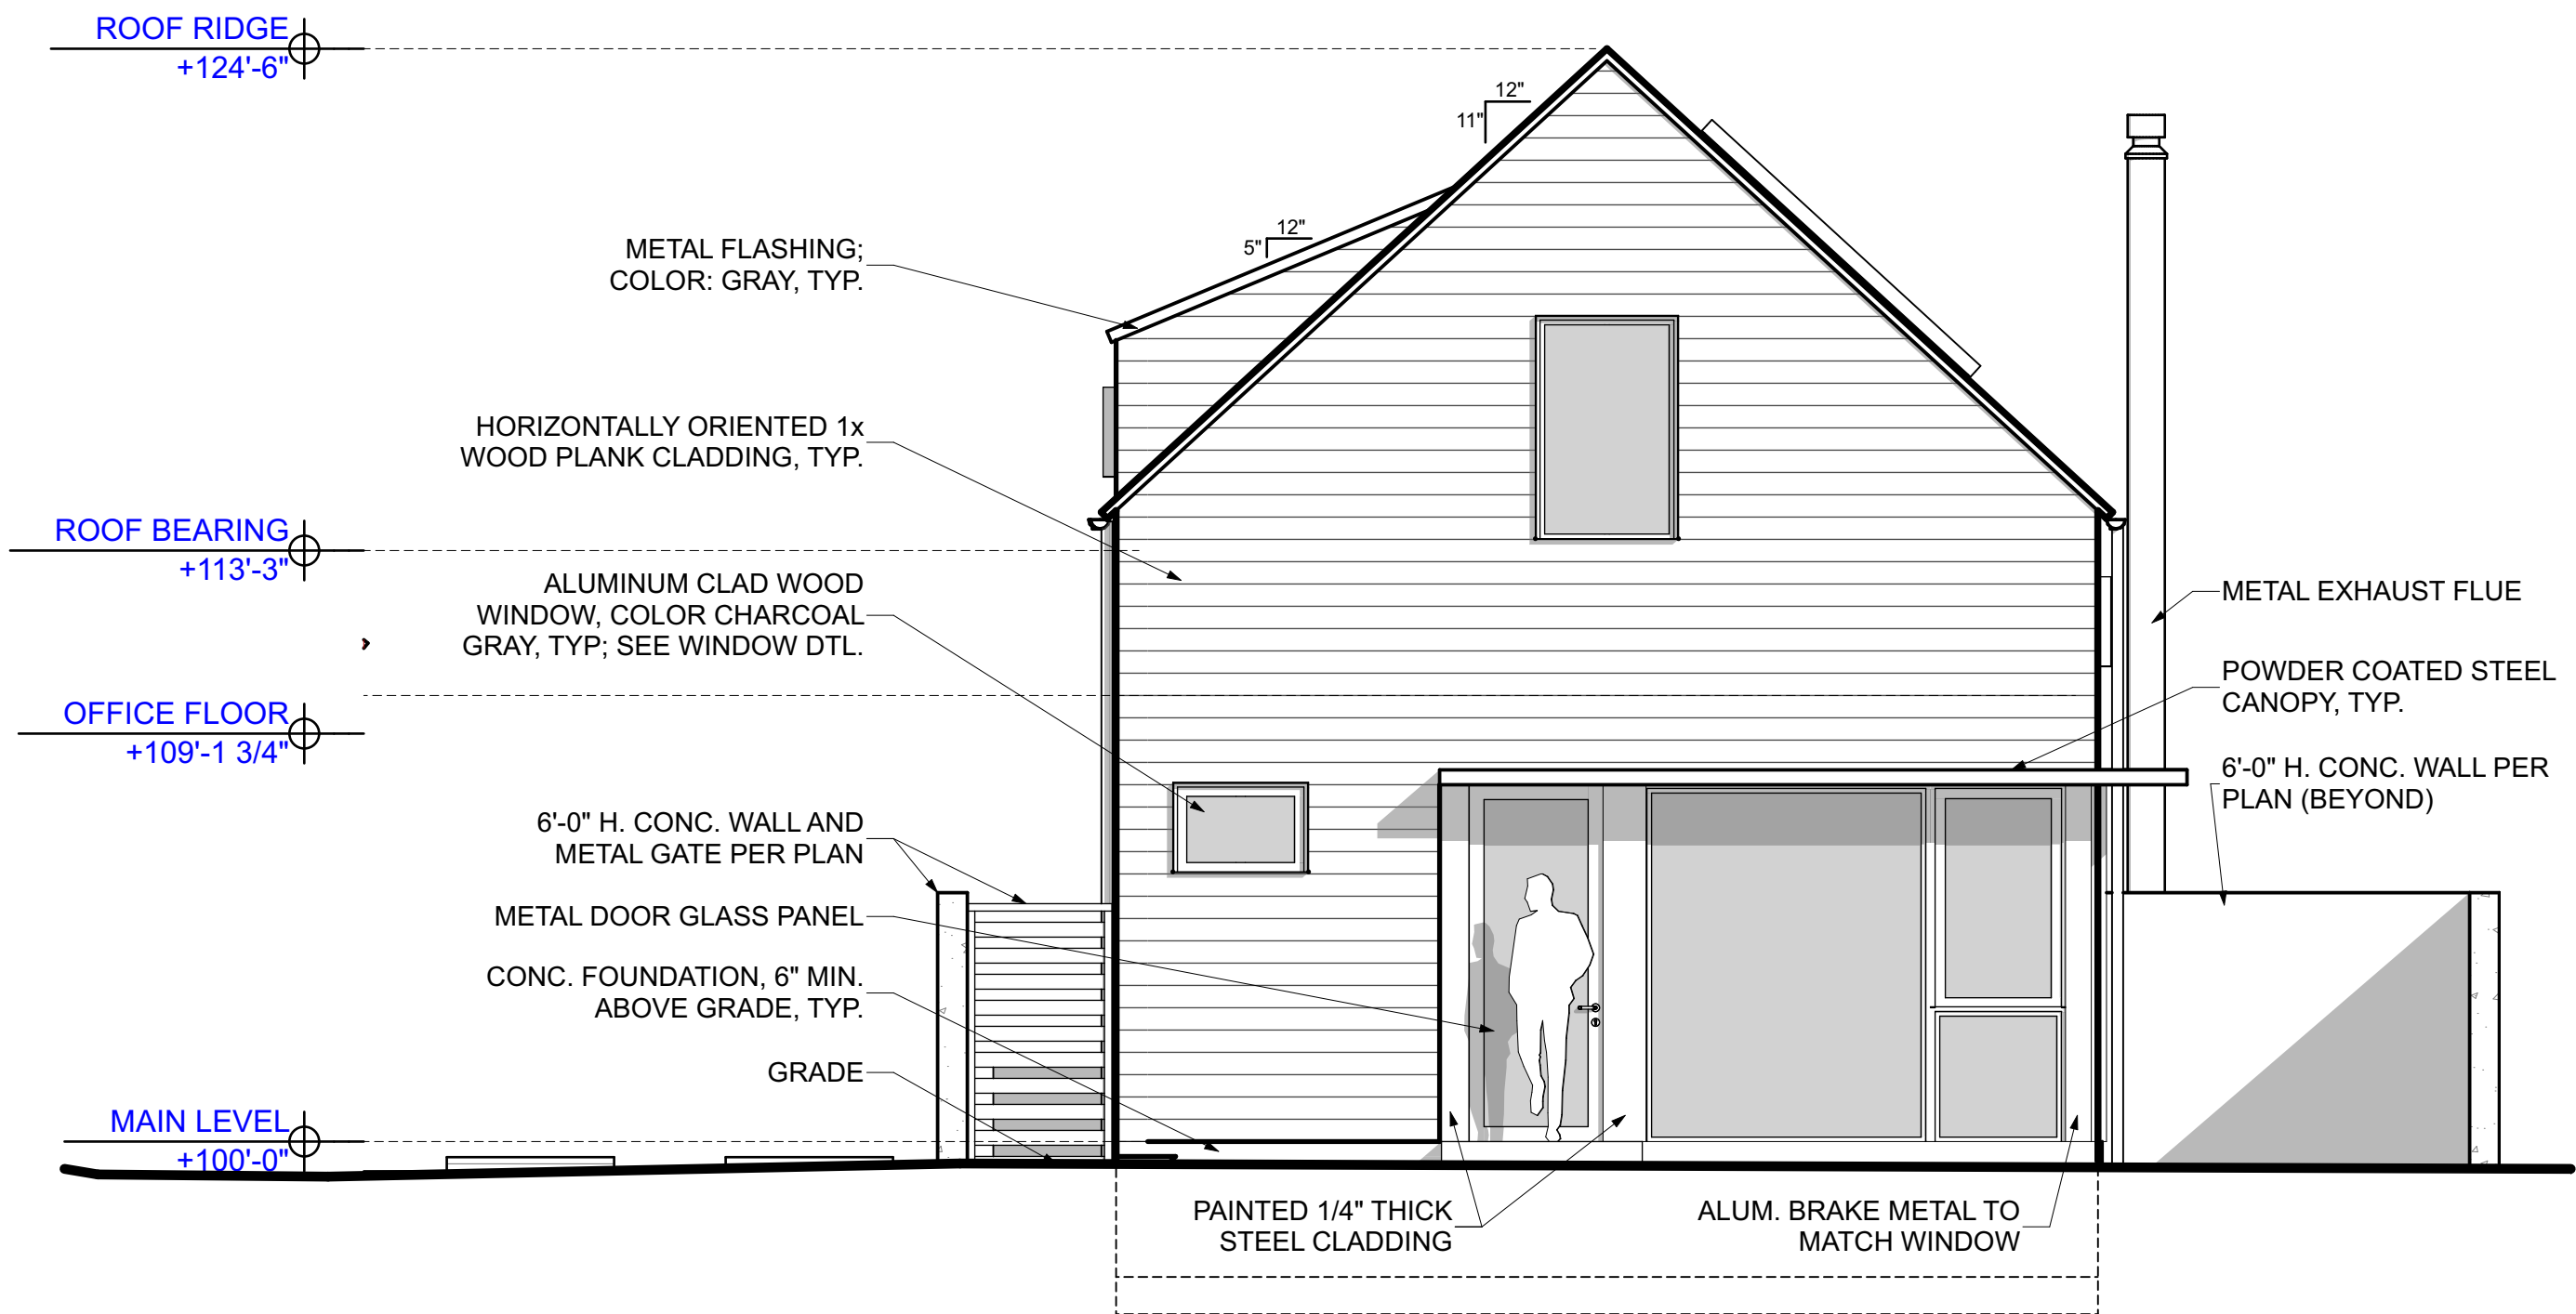 ROOF RIDGE
+124'-6"
12"
11"
12"
5"
METAL FLASHING;
COLOR: GRAY, TYP.
HORIZONTALLY ORIENTED 1x
WOOD PLANK CLADDING, TYP.
ROOF BEARING
+113'-3"
ALUMINUM CLAD WOOD
WINDOW, COLOR CHARCOAL
GRAY, TYP; SEE WINDOW DTL.
METAL EXHAUST FLUE
POWDER COATED STEEL
CANOPY, TYP.
OFFICE FLOOR
+109'-1 3/4"
6'-0" H. CONC. WALL PER
PLAN (BEYOND)
6'-0" H. CONC. WALL AND
METAL GATE PER PLAN
METAL DOOR GLASS PANEL
CONC. FOUNDATION, 6" MIN.
ABOVE GRADE, TYP.
GRADE
MAIN LEVEL
+100'-0"
PAINTED 1/4" THICK
STEEL CLADDING
ALUM. BRAKE METAL TO
MATCH WINDOW